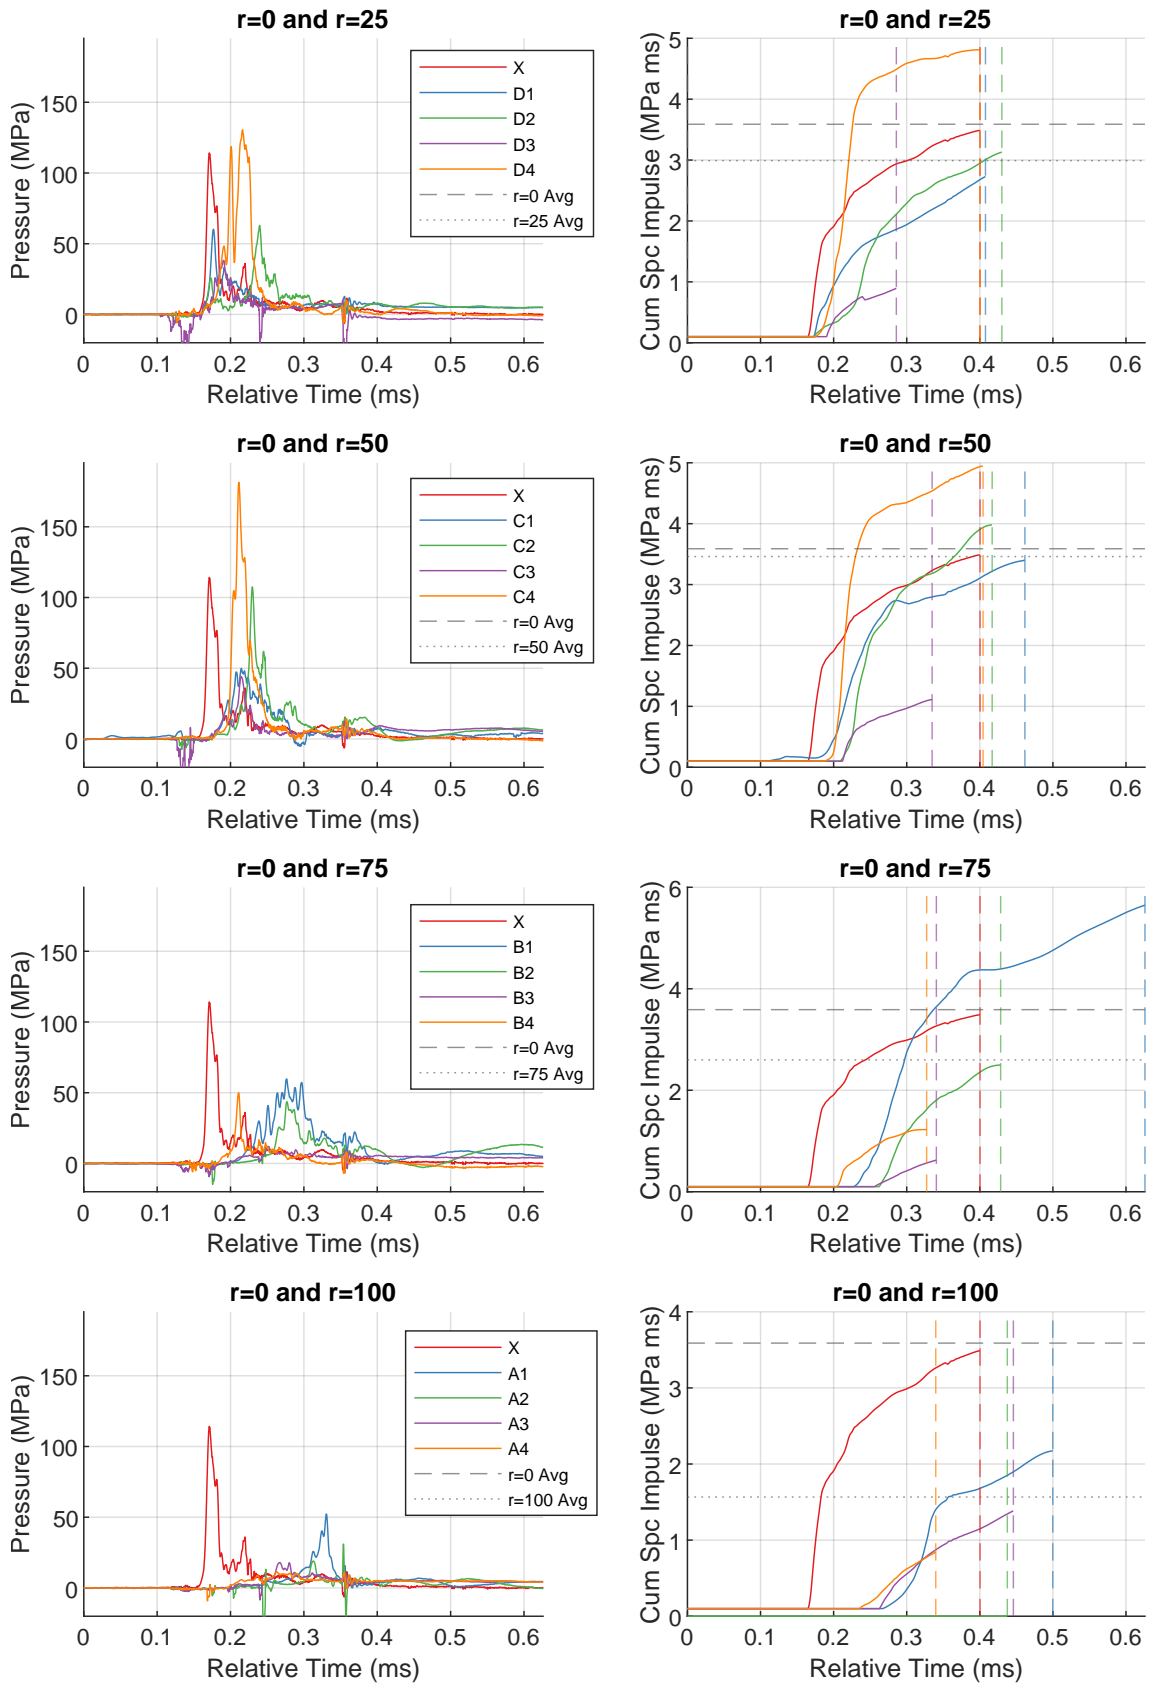 r=0 and r=25
Pressure (MPa)
150
100
50
0
0 0.1 0.2 0.3 0.4 0.5 0.6
Relative Time (ms)
X
D1
D2
D3
D4
r=0 Avg
r=25 Avg
r=0 and r=25
Cum Spc Impulse (MPa ms)
5
4
3
2
1
0
0 0.1 0.2 0.3 0.4 0.5 0.6
Relative Time (ms)
r=0 and r=50
Pressure (MPa)
150
100
50
0
0 0.1 0.2 0.3 0.4 0.5 0.6
Relative Time (ms)
X
C1
C2
C3
C4
r=0 Avg
r=50 Avg
r=0 and r=50
Cum Spc Impulse (MPa ms)
5
4
3
2
1
0
0 0.1 0.2 0.3 0.4 0.5 0.6
Relative Time (ms)
r=0 and r=75
Pressure (MPa)
150
100
50
0
0 0.1 0.2 0.3 0.4 0.5 0.6
Relative Time (ms)
X
B1
B2
B3
B4
r=0 Avg
r=75 Avg
r=0 and r=75
Cum Spc Impulse (MPa ms)
6
4
2
0
0 0.1 0.2 0.3 0.4 0.5 0.6
Relative Time (ms)
r=0 and r=100
Pressure (MPa)
150
100
50
0
0 0.1 0.2 0.3 0.4 0.5 0.6
Relative Time (ms)
X
A1
A2
A3
A4
r=0 Avg
r=100 Avg
r=0 and r=100
Cum Spc Impulse (MPa ms)
4
3
2
1
0
0 0.1 0.2 0.3 0.4 0.5 0.6
Relative Time (ms)